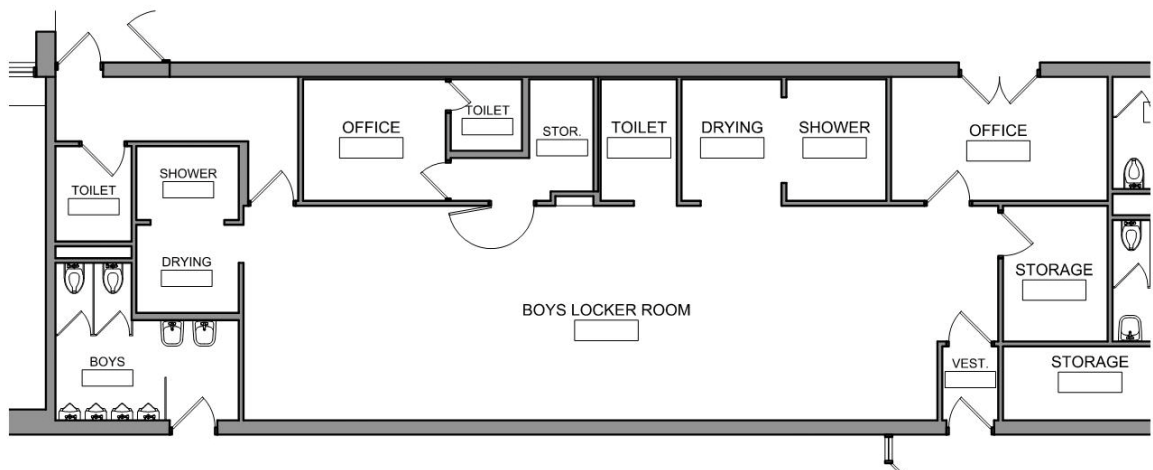 OFFICE
TOILET
STOR.
TOILET
DRYING
SHOWER
OFFICE
TOILET
SHOWER
DRYING
STORAGE
BOYS LOCKER ROOM
BOYS
VEST.
STORAGE